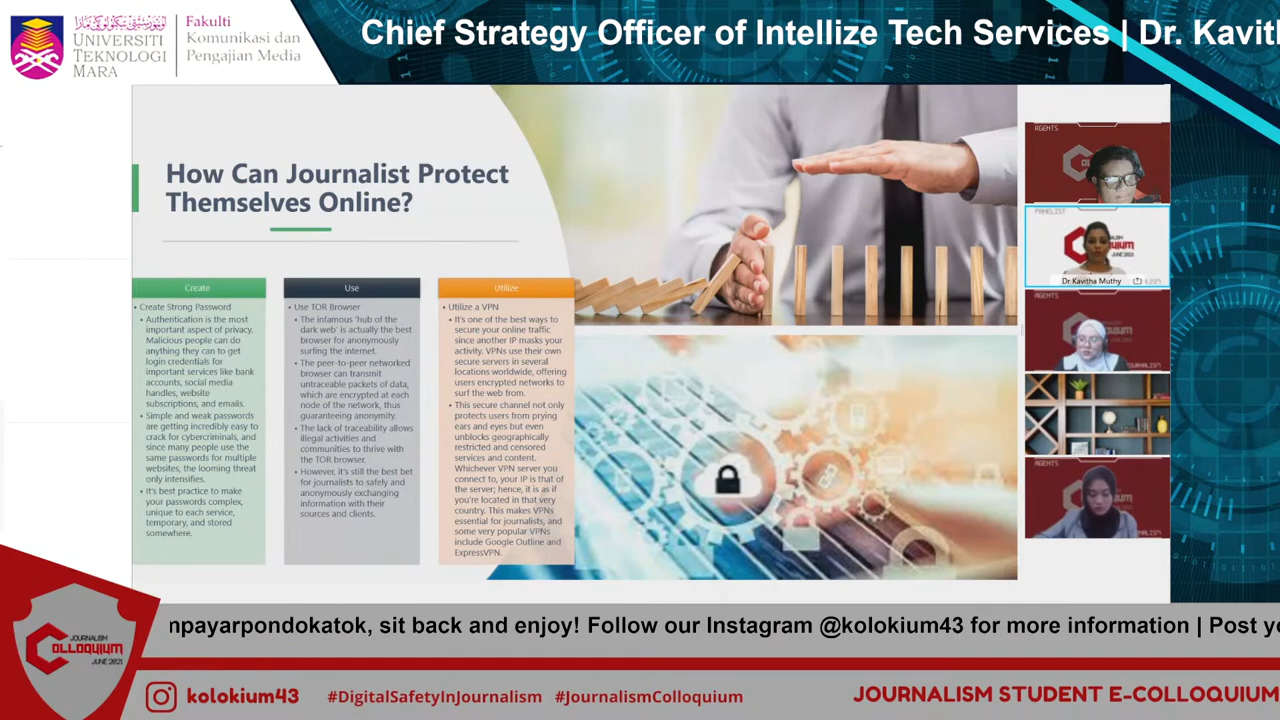 UNIVERSITI
TEKNOLOGI
MARA
Fakulti
Komunikasi dan
Pengajian Media
Chief Strategy Officer of Intellize Tech Services | Dr. Kavith
How Can Journalist Protect
Themselves Online?
Create
• Create Strong Password
• Authentication is the most
important aspect of privacy.
Malicious people can do
anything they can to get
login credentials for
important services like bank
accounts, social media
handles, website
subscriptions, and emails.
• Simple and weak passwords
are getting incredibly easy to
crack for cybercriminals, and
since many people use the
same passwords for multiple
websites, the looming threat
only intensifies.
• It's best practice to make
your passwords complex,
unique to each service,
temporary, and stored
somewhere.
Use
• Use TOR Browser
• The infamous 'hub of the
dark web' is actually the best
browser for anonymously
surfing the internet.
• The peer-to-peer networked
browser can transmit
untraceable packets of data,
which are encrypted at each
node of the network, thus
guaranteeing anonymity.
• The lack of traceability allows
illegal activities and
communities to thrive with
the TOR browser.
• However, it's still the best bet
for journalists to safely and
anonymously exchanging
information with their
sources and clients.
Utilize
• Utilize a VPN
• It's one of the best ways to
secure your online traffic
since another IP masks your
activity. VPNs use their own
secure servers in several
locations worldwide, offering
users encrypted networks to
surf the web from.
• This secure channel not only
protects users from prying
ears and eyes but even
unblocks geographically
restricted and censored
services and content.
Whichever VPN server you
connect to, your IP is that of
the server; hence, it is as if
you're located in that very
country. This makes VPNs
essential for journalists, and
some very popular VPNs
include Google Outline and
ExpressVPN.
AGENTS
PANELIST
JUNE 2021
Dr Kavitha Muthy
AGENTS
AGENTS
mpayarpondokatok, sit back and enjoy! Follow our Instagram @kolokium43 for more information | Post yo
JOURNALISM
COLLOQUIUM
JUNE 2021
kolokium43
#DigitalSafetyInJournalism #JournalismColloquium
JOURNALISM STUDENT E-COLLOQUIUM